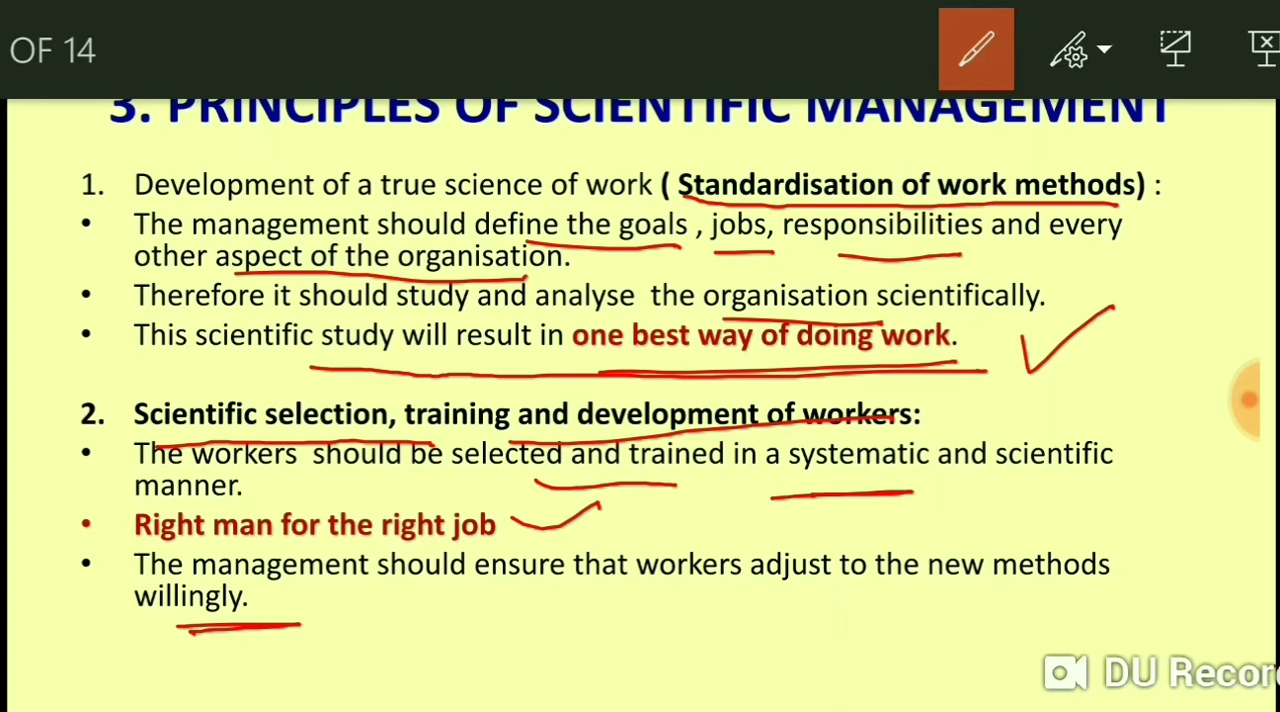 OF 14
3. PRINCIPLES OF SCIENTIFIC MANAGEMENT
1. Development of a true science of work ( Standardisation of work methods) :
• The management should define the goals , jobs, responsibilities and every
other aspect of the organisation.
• Therefore it should study and analyse the organisation scientifically.
• This scientific study will result in one best way of doing work.
2. Scientific selection, training and development of workers:
• The workers should be selected and trained in a systematic and scientific
manner.
• Right man for the right job
• The management should ensure that workers adjust to the new methods
willingly.
DU Recor